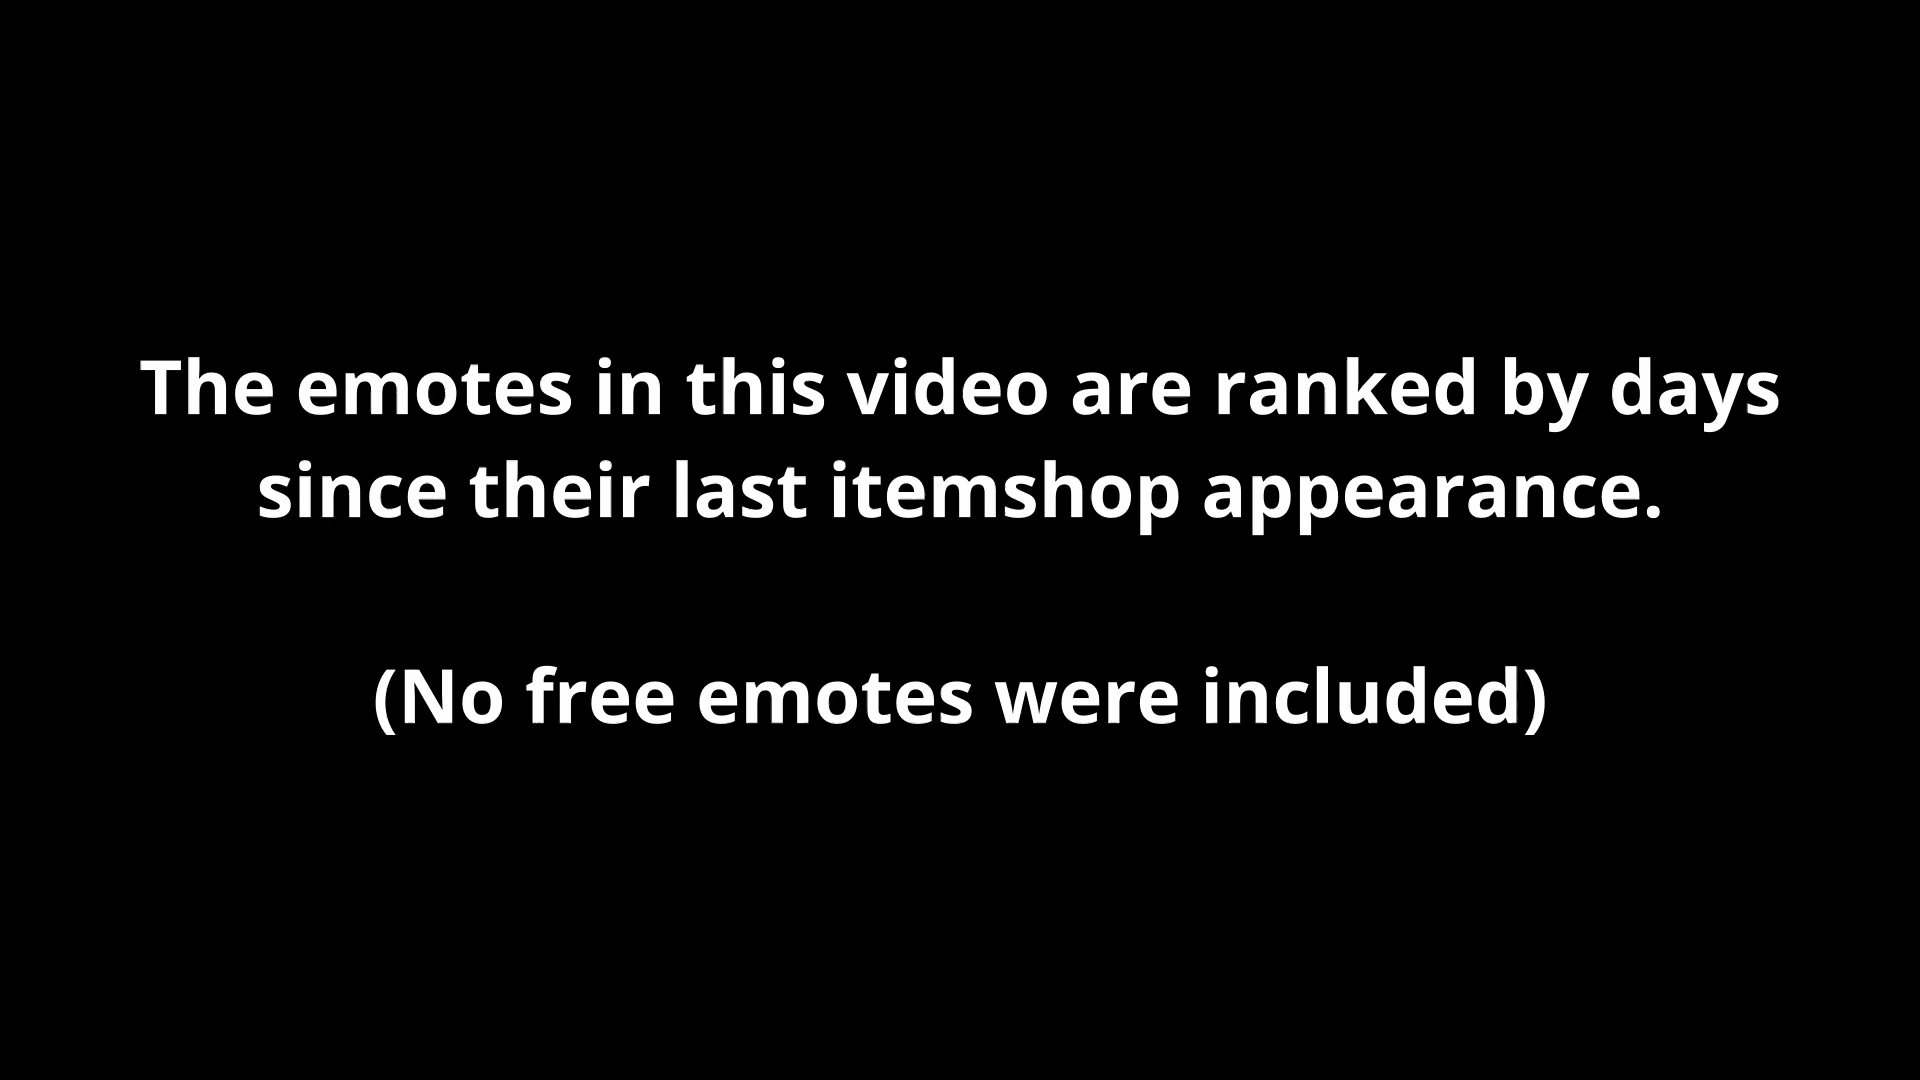 The emotes in this video are ranked by days
since their last itemshop appearance.
(No free emotes were included)